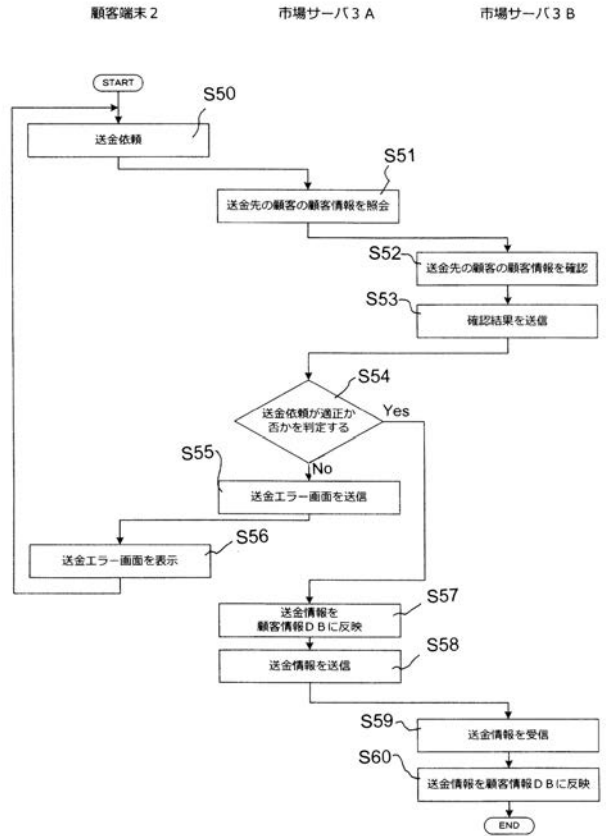 顧客端末2
市場サーバ3A
市場サーバ3B
START
S50
送金依頼
S51
送金先の顧客の顧客情報を照会
S52
送金先の顧客の顧客情報を確認
S53
確認結果を送信
S54
送金依頼が適正か
否かを判定する
Yes
No
S55
送金エラー画面を送信
S56
送金エラー画面を表示
S57
送金情報を
顧客情報DBに反映
S58
送金情報を送信
S59
送金情報を受信
S60
送金情報を顧客情報DBに反映
END